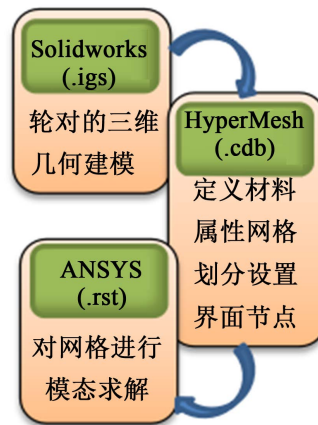 Solidworks
(.igs)
轮对的三维
几何建模
HyperMesh
(.cdb)
定义材料
属性网格
划分设置
界面节点
ANSYS
(.rst)
对网格进行
模态求解